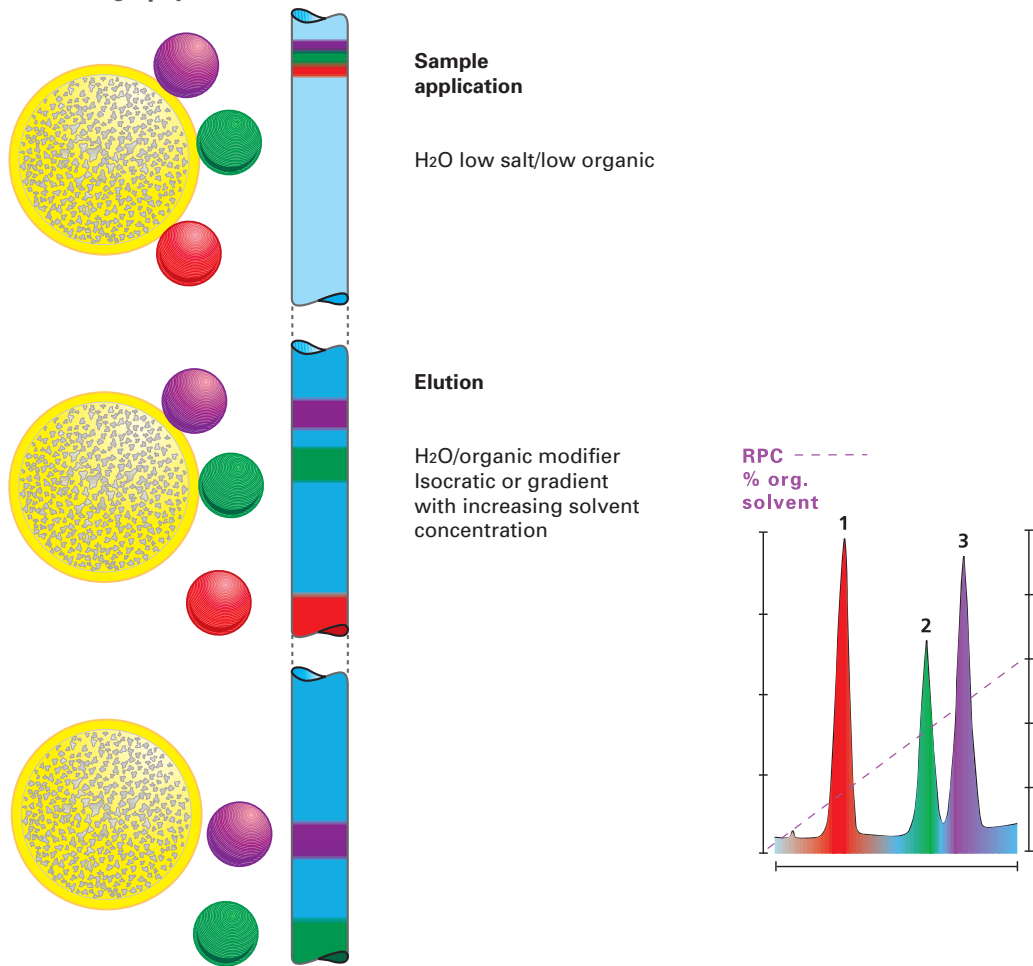 Sample
application
H2O low salt/low organic
Elution
H2O/organic modifier
Isocratic or gradient
with increasing solvent
concentration
RPC
% org.
solvent
1
2
3